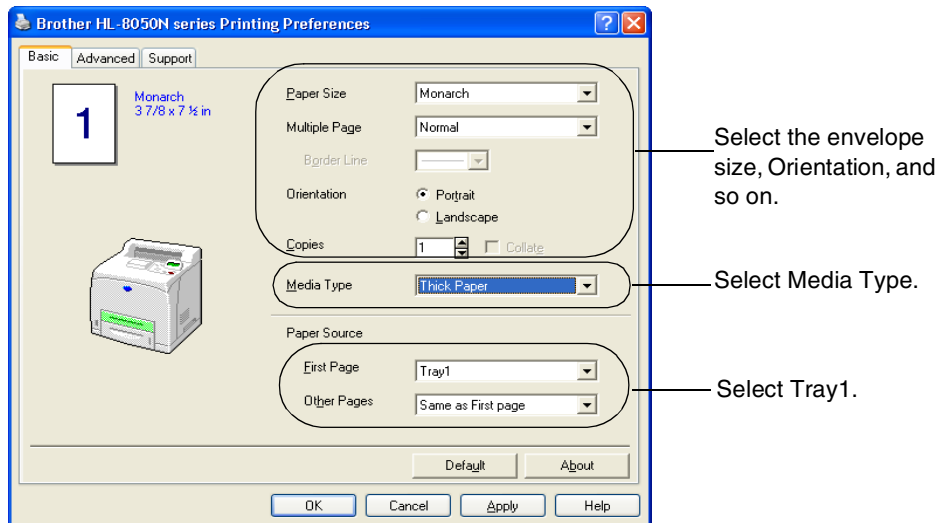 Brother HL-8050N series Printing Preferences
Basic
Advanced
Support
1
Monarch
3 7/8 x 7 ½ in
Paper Size
Monarch
Multiple Page
Normal
Border Line
Orientation
Portrait
Landscape
Copies
1
Collate
Select the envelope
size, Orientation, and
so on.
Media Type
Thick Paper
Select Media Type.
Paper Source
First Page
Tray1
Other Pages
Same as First page
Select Tray1.
Default
About
OK
Cancel
Apply
Help